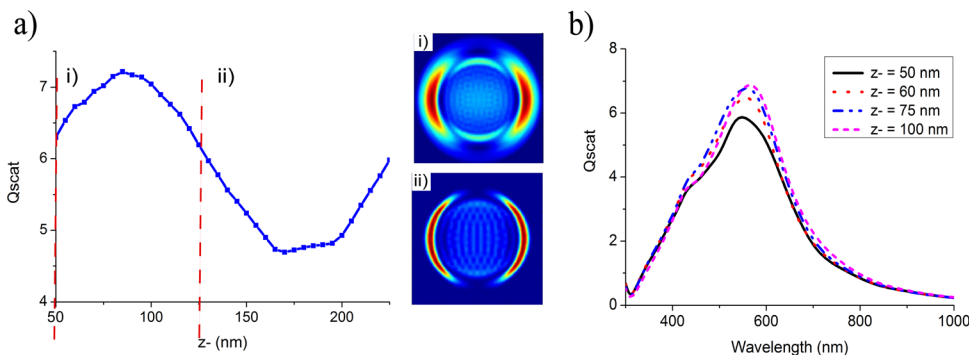 a)
Qscat
7
6
5
4
i)
ii)
50
100
150
200
z- (nm)
i)
ii)
b)
Qscat
8
6
4
2
0
z- = 50 nm
z- = 60 nm
z- = 75 nm
z- = 100 nm
400
600
800
1000
Wavelength (nm)